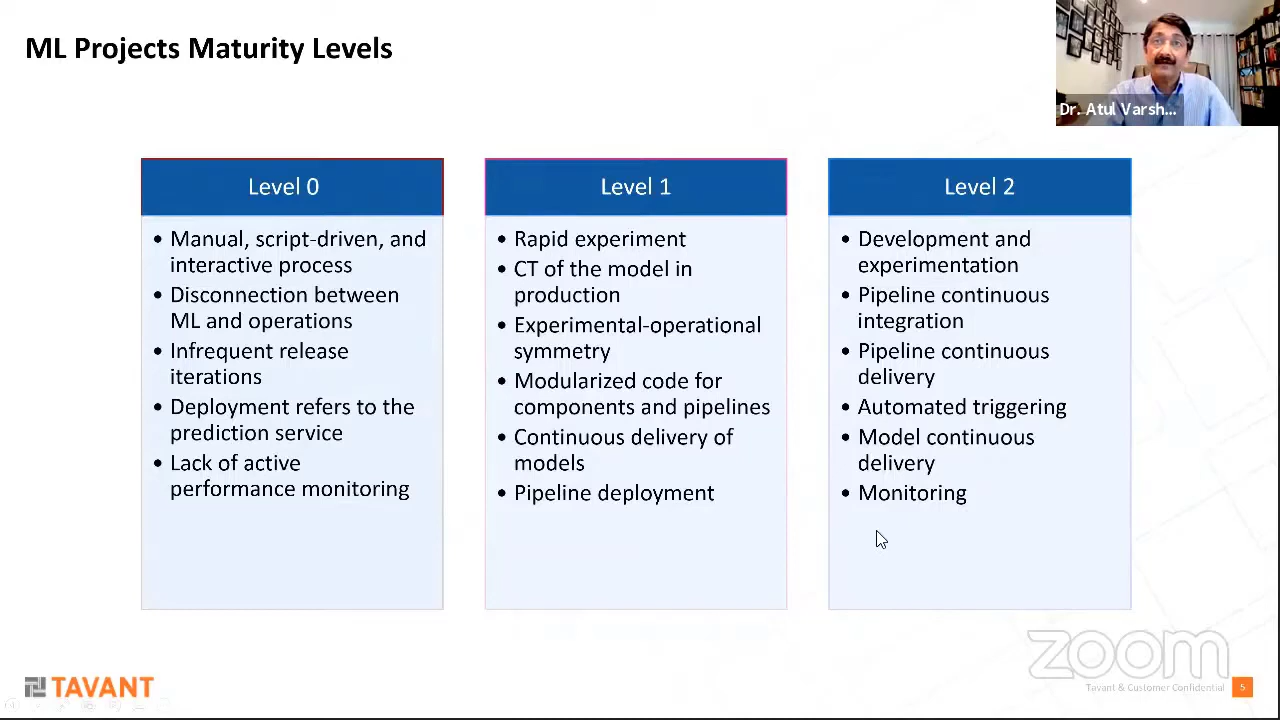 ML Projects Maturity Levels
Dr. Atul Varsh...
Level 0
• Manual, script-driven, and
interactive process
• Disconnection between
ML and operations
• Infrequent release
iterations
• Deployment refers to the
prediction service
• Lack of active
performance monitoring
Level 1
• Rapid experiment
• CT of the model in
production
• Experimental-operational
symmetry
• Modularized code for
components and pipelines
• Continuous delivery of
models
• Pipeline deployment
Level 2
• Development and
experimentation
• Pipeline continuous
integration
• Pipeline continuous
delivery
• Automated triggering
• Model continuous
delivery
• Monitoring
zoom
TAVANT
Tavant & Customer Confidential
5